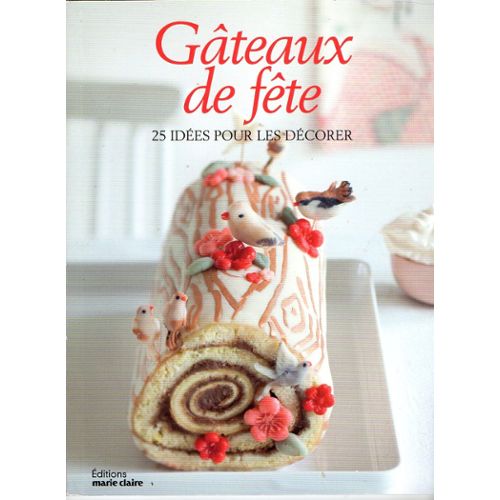 Gâteaux
de fête
25 IDÉES POUR LES DÉCORER
Éditions
marie claire